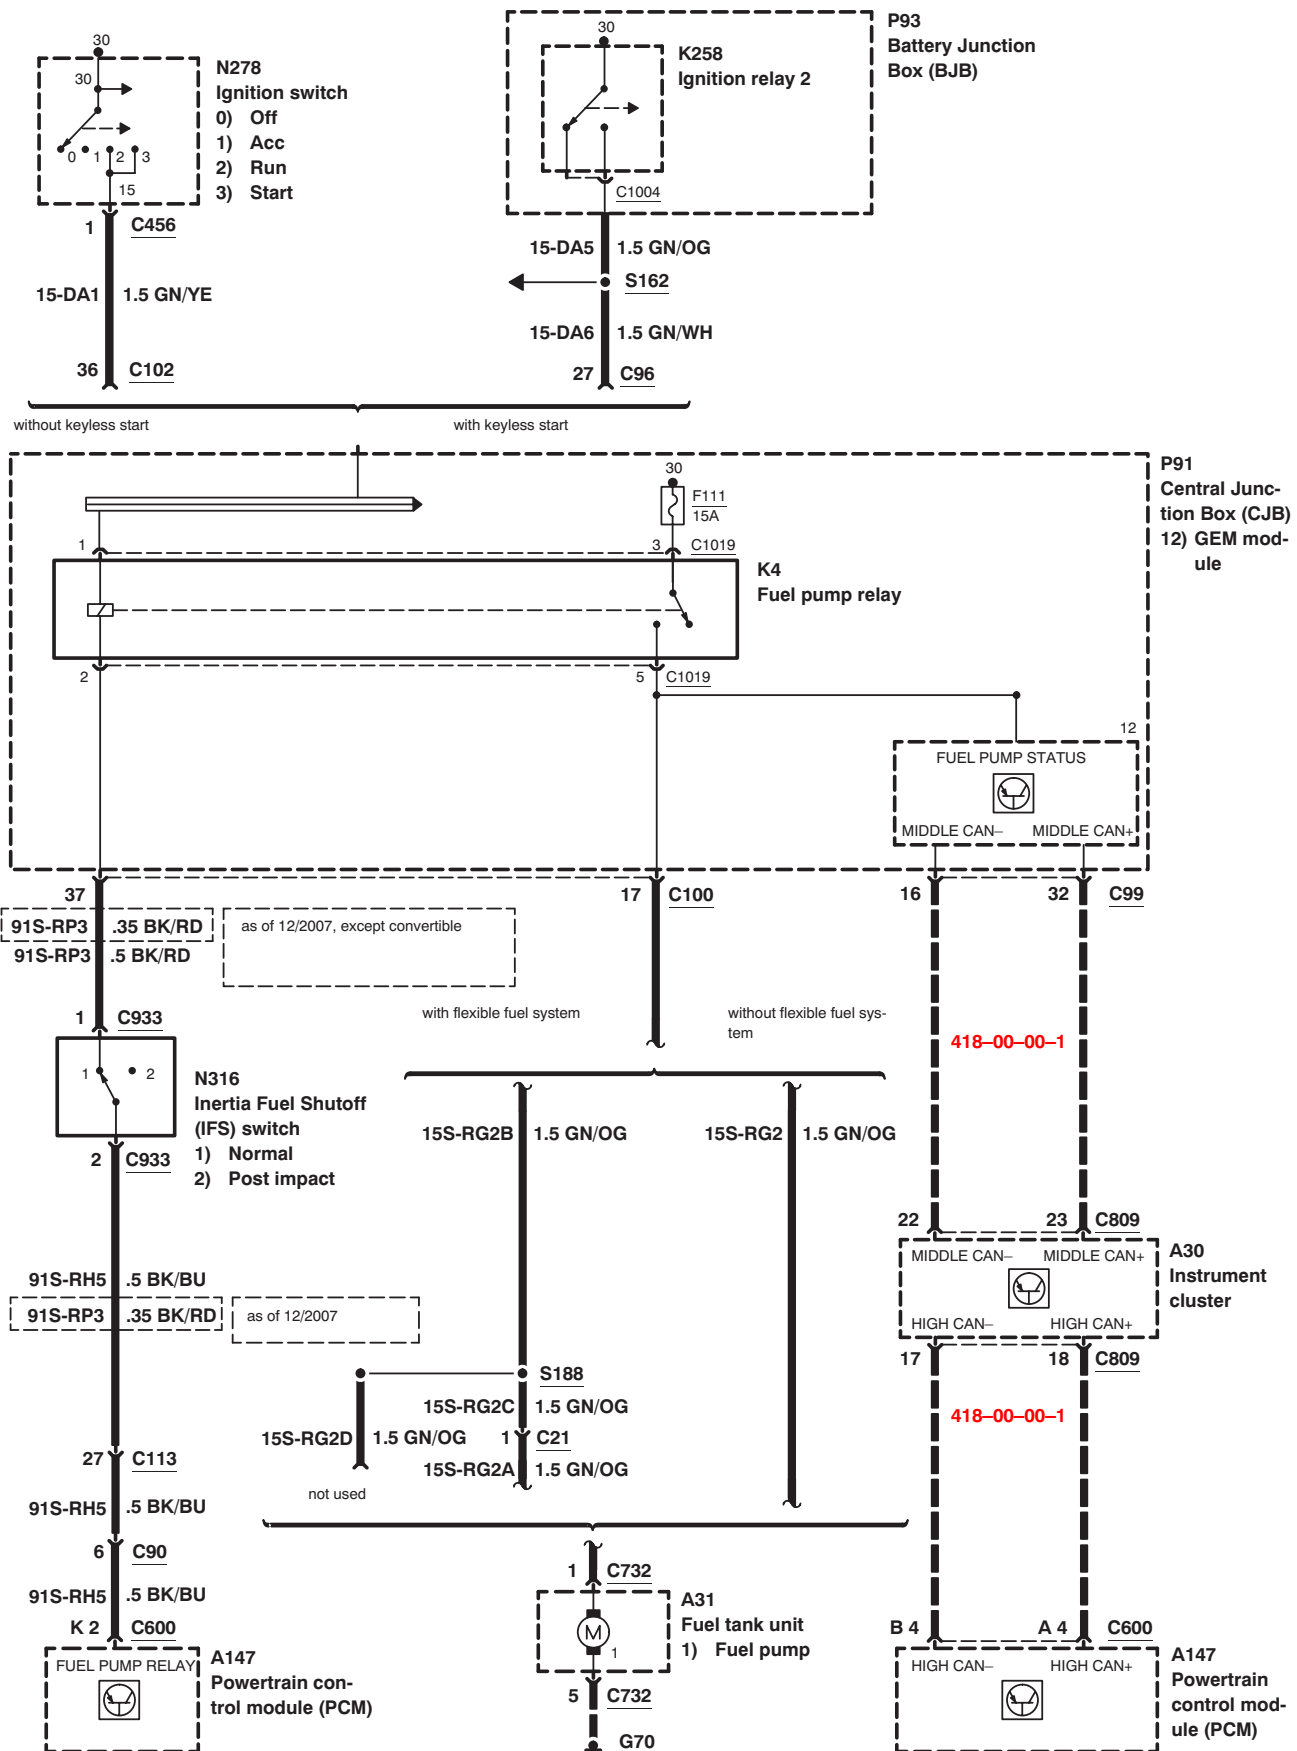 30
30
N278
Ignition switch
0) Off
1) Acc
2) Run
3) Start
0 1 2 3
15
1 C456
15-DA1 1.5 GN/YE
36 C102
P93
Battery Junction
Box (BJB)
30
K258
Ignition relay 2
C1004
15-DA5 1.5 GN/OG
S162
15-DA6 1.5 GN/WH
27 C96
without keyless start
with keyless start
P91
Central Junc-
tion Box (CJB)
12) GEM mod-
ule
30
F111
15A
1
3 C1019
K4
Fuel pump relay
2
5 C1019
12
FUEL PUMP STATUS
MIDDLE CAN– MIDDLE CAN+
37
17 C100
16 32 C99
91S-RP3 .35 BK/RD
as of 12/2007, except convertible
91S-RP3 .5 BK/RD
with flexible fuel system
without flexible fuel sys-
tem
1 C933
418–00–00–1
1 2
N316
Inertia Fuel Shutoff
(IFS) switch
1) Normal
2) Post impact
2 C933
15S-RG2B 1.5 GN/OG
15S-RG2 1.5 GN/OG
22 23 C809
MIDDLE CAN– MIDDLE CAN+
A30
Instrument
cluster
HIGH CAN– HIGH CAN+
17 18 C809
91S-RH5 .5 BK/BU
91S-RP3 .35 BK/RD
as of 12/2007
S188
15S-RG2C 1.5 GN/OG
15S-RG2D 1.5 GN/OG
1 C21
15S-RG2A 1.5 GN/OG
not used
418–00–00–1
27 C113
91S-RH5 .5 BK/BU
6 C90
91S-RH5 .5 BK/BU
K 2 C600
FUEL PUMP RELAY
A147
Powertrain con-
trol module (PCM)
1 C732
A31
Fuel tank unit
1) Fuel pump
M
1
5 C732
G70
B 4 A 4 C600
HIGH CAN– HIGH CAN+
A147
Powertrain
control mod-
ule (PCM)